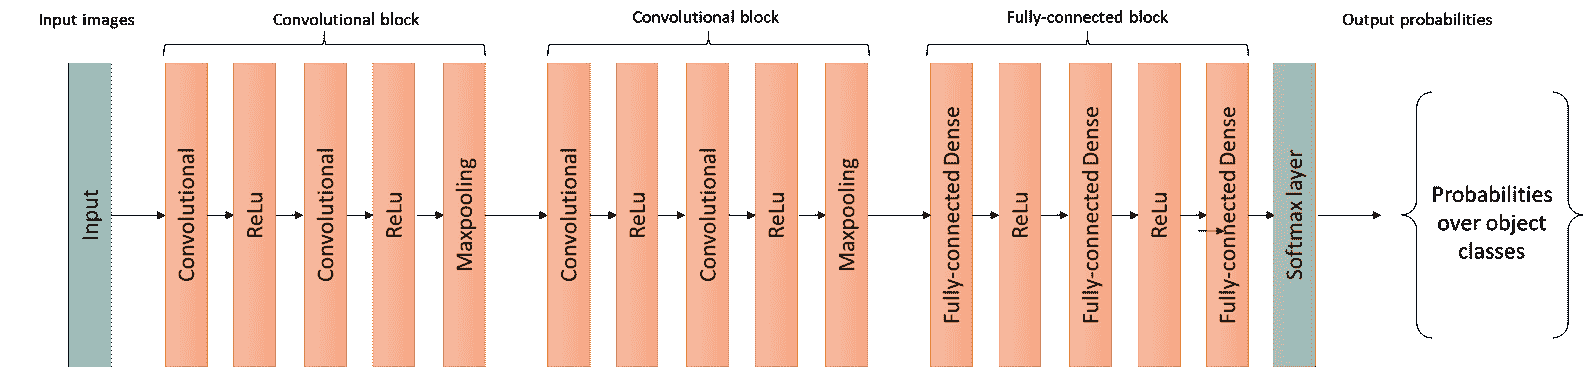 Input images
Convolutional block
Convolutional block
Fully-connected block
Output probabilities
Input
Convolutional
ReLu
Convolutional
ReLu
Maxpooling
Convolutional
ReLu
Convolutional
ReLu
Maxpooling
Fully-connected Dense
ReLu
Fully-connected Dense
ReLu
Fully-connected Dense
Softmax layer
Probabilities
over object
classes